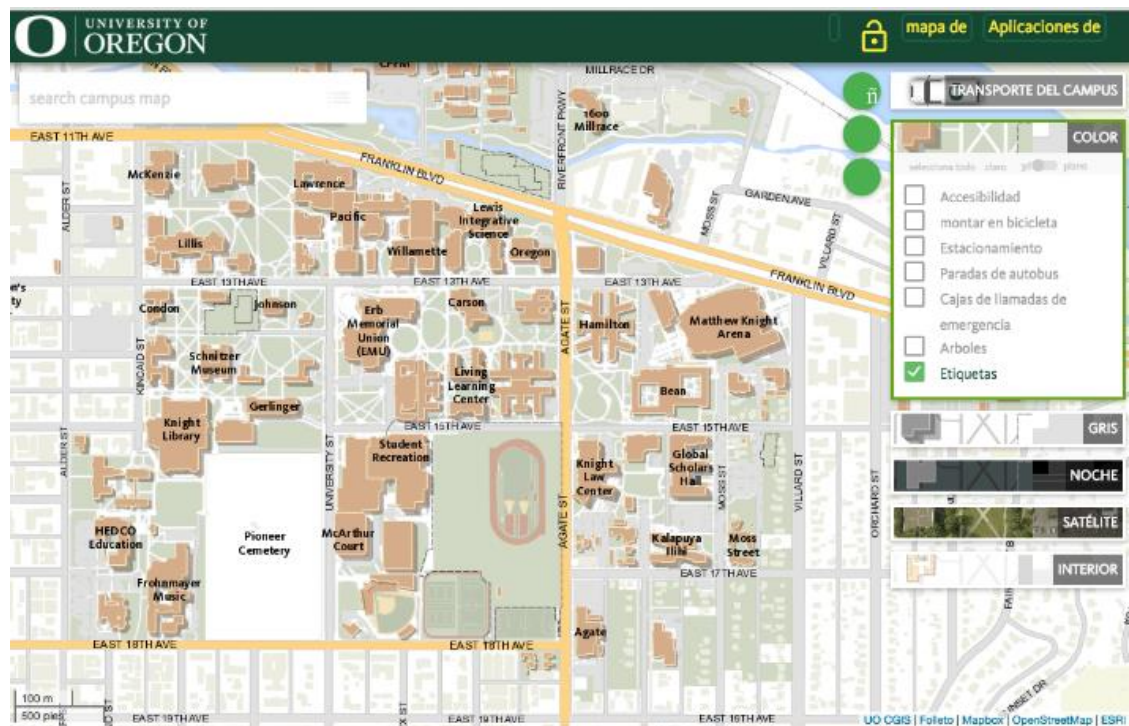 UNIVERSITY OF
OREGON
mapa de
Aplicaciones de
search campus map
ñ
TRANSPORTE DEL CAMPUS
COLOR
selecciona todo claro
plano
Accesibilidad
montar en bicicleta
Estacionamiento
Paradas de autobus
Cajas de llamadas de
emergencia
Arboles
Etiquetas
GRIS
NOCHE
SATÉLITE
INTERIOR
MILLRACE DR
1600
Millrace
RIVERFRONT PKWY
EAST 11TH AVE
FRANKLIN BLVD
McKenzie
Lawrence
ALDER ST
Pacific
Lewis
Integrative
Science
MOSS ST
GARDEN AVE
VILLARD ST
Lillis
Willamette
Oregon
EAST 13TH AVE
EAST 13TH AVE
EAST 13TH AVE
FRANKLIN BLVD
Condon
Johnson
Erb
Memorial
Union
(EMU)
Carson
AGATE ST
Hamilton
Matthew Knight
Arena
KINCAID ST
Schnitzer
Museum
Living
Learning
Center
Bean
Gerlinger
Knight
Library
EAST 15TH AVE
EAST 15TH AVE
ALDER ST
UNIVERSITY ST
Student
Recreation
Knight
Law
Center
Global
Scholars
Hall
MOSS ST
VILLARD ST
ORCHARD ST
HEDCO
Education
Pioneer
Cemetery
McArthur
Court
AGATE ST
Kalapuya
Ilihi
Moss
Street
EAST 17TH AVE
Frohnmayer
Music
Agate
EAST 18TH AVE
EAST 18TH AVE
100 m
500 pies
EAST 19TH AVE
EAST 19TH AVE
EAST 19TH AVE
UO CGIS | Folleto | Mapbox | OpenStreetMap | ESRI